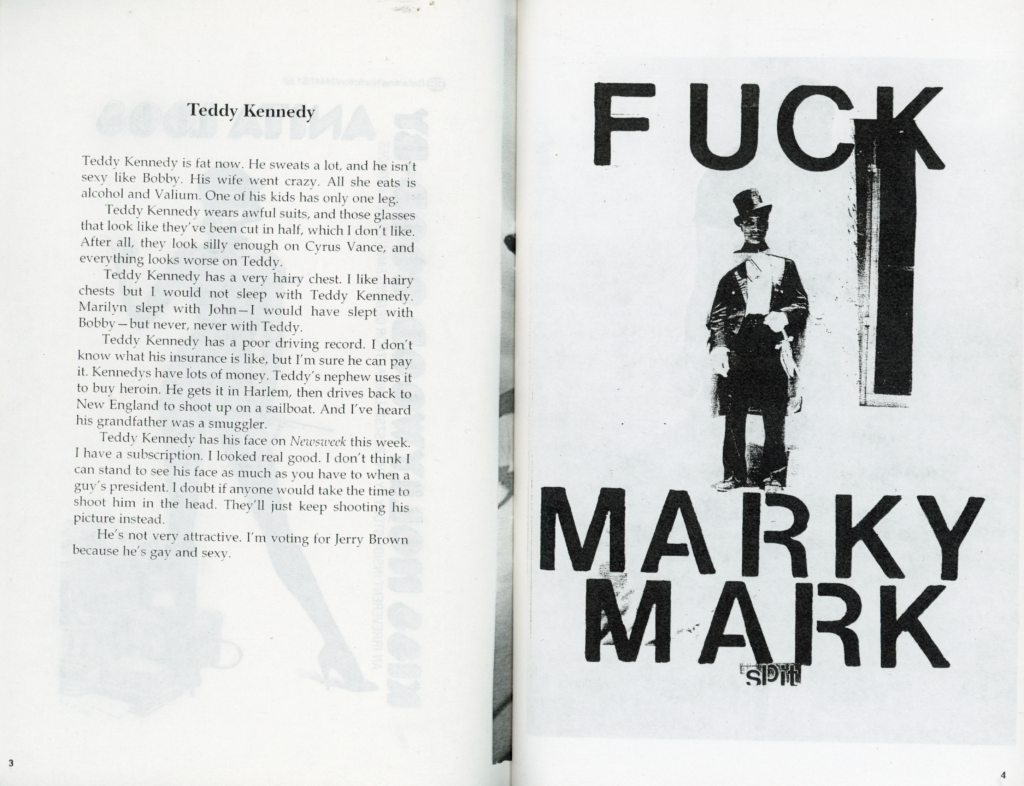 Teddy Kennedy
Teddy Kennedy is fat now. He sweats a lot, and he isn't
sexy like Bobby. His wife went crazy. All she eats is
alcohol and Valium. One of his kids has only one leg.
Teddy Kennedy wears awful suits, and those glasses
that look like they've been cut in half, which I don't like.
After all, they look silly enough on Cyrus Vance, and
everything looks worse on Teddy.
Teddy Kennedy has a very hairy chest. I like hairy
chests but I would not sleep with Teddy Kennedy.
Marilyn slept with John—I would have slept with
Bobby—but never, never with Teddy.
Teddy Kennedy has a poor driving record. I don't
know what his insurance is like, but I'm sure he can pay
it. Kennedys have lots of money. Teddy's nephew uses it
to buy heroin. He gets it in Harlem, then drives back to
New England to shoot up on a sailboat. And I've heard
his grandfather was a smuggler.
Teddy Kennedy has his face on Newsweek this week.
I have a subscription. I looked real good. I don't think I
can stand to see his face as much as you have to when a
guy's president. I doubt if anyone would take the time to
shoot him in the head. They'll just keep shooting his
picture instead.
He's not very attractive. I'm voting for Jerry Brown
because he's gay and sexy.
3
FUCK
MARKY
MARK
spit
4